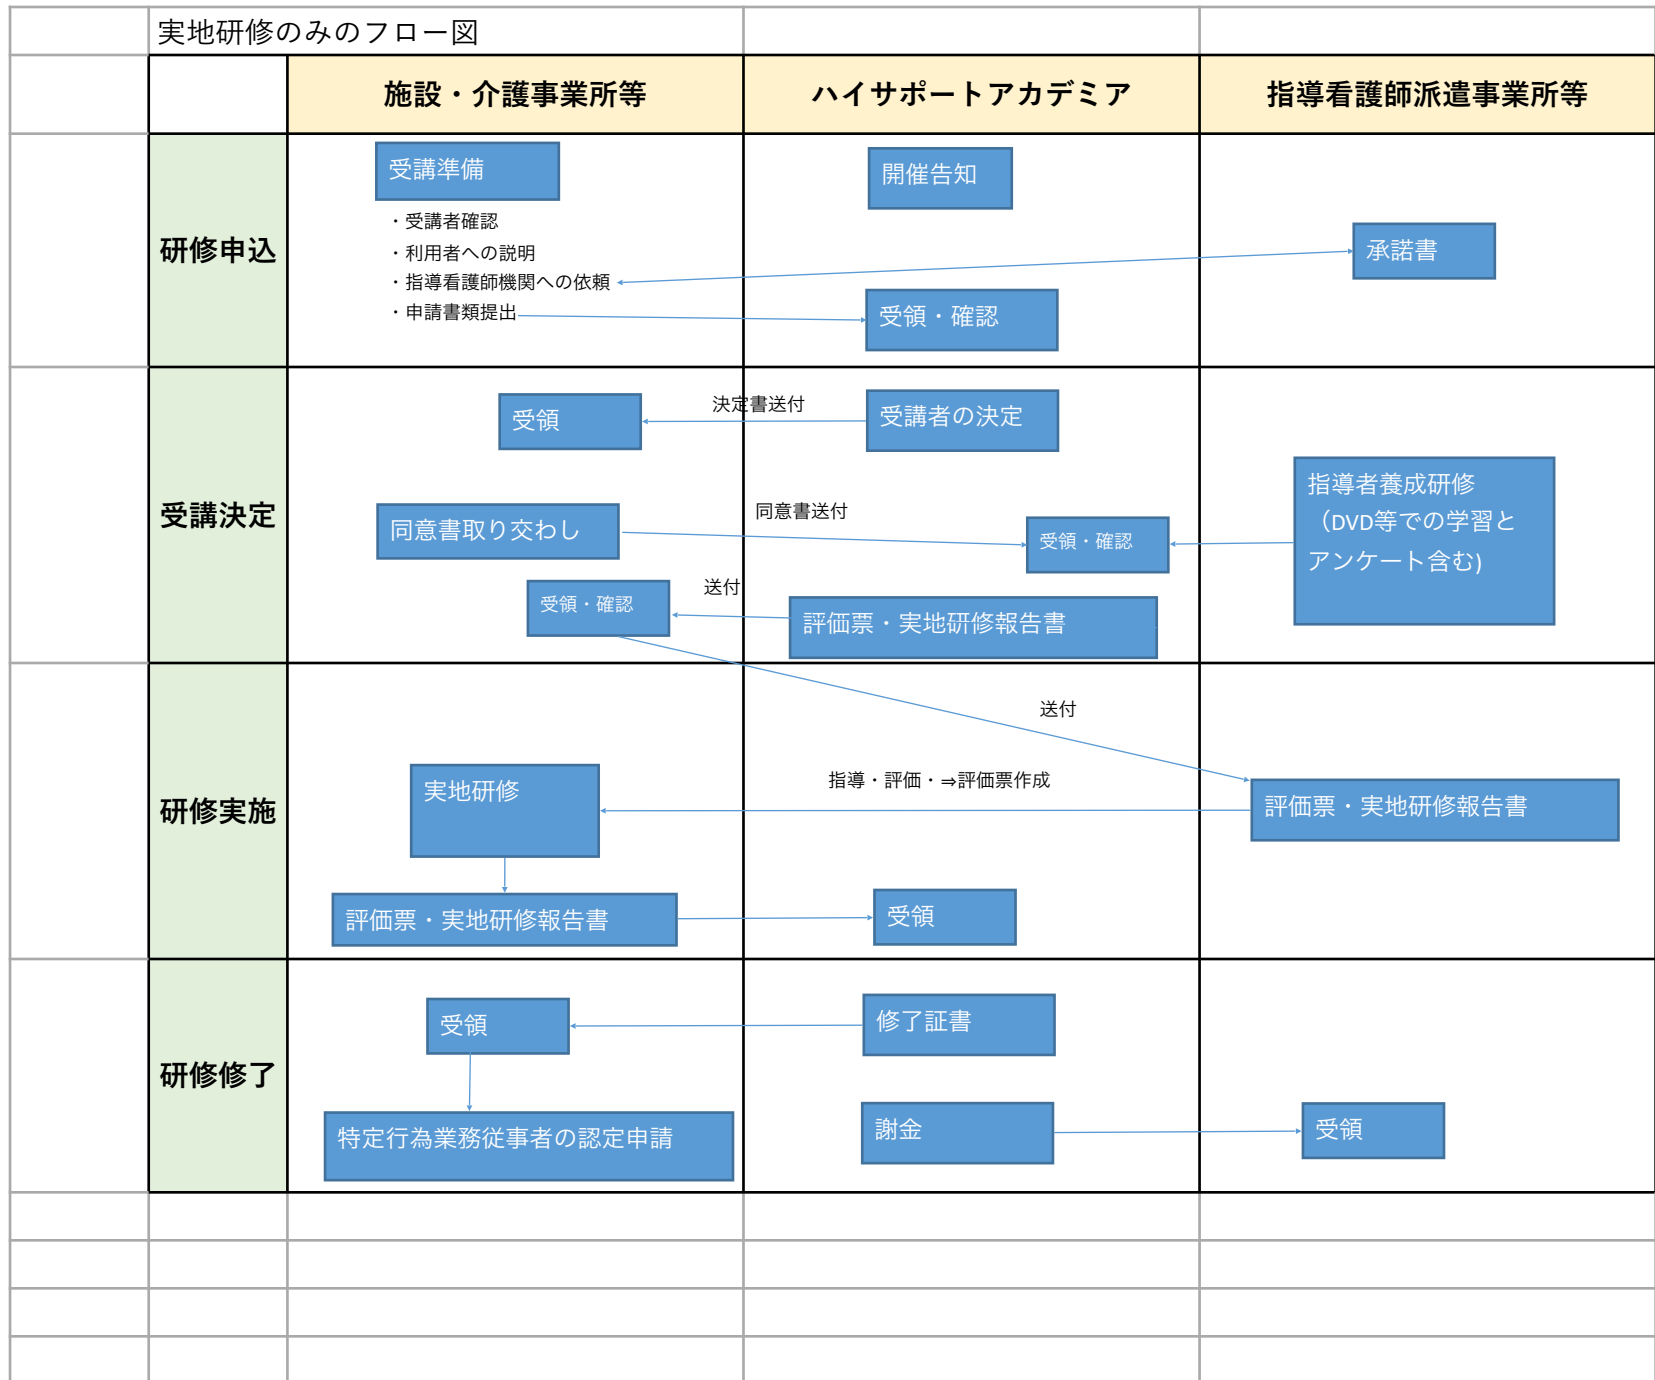 実地研修のみのフロー図
施設・介護事業所等
ハイサポートアカデミア
指導看護師派遣事業所等
研修申込
受講準備
・受講者確認
・利用者への説明
・指導看護師機関への依頼
・申請書類提出
開催告知
受領・確認
承諾書
受講決定
受領
決定書送付
受講者の決定
同意書取り交わし
同意書送付
受領・確認
指導者養成研修
（DVD等での学習と
アンケート含む)
受領・確認
送付
評価票・実地研修報告書
研修実施
送付
実地研修
指導・評価・⇒評価票作成
評価票・実地研修報告書
評価票・実地研修報告書
受領
研修修了
受領
修了証書
特定行為業務従事者の認定申請
謝金
受領